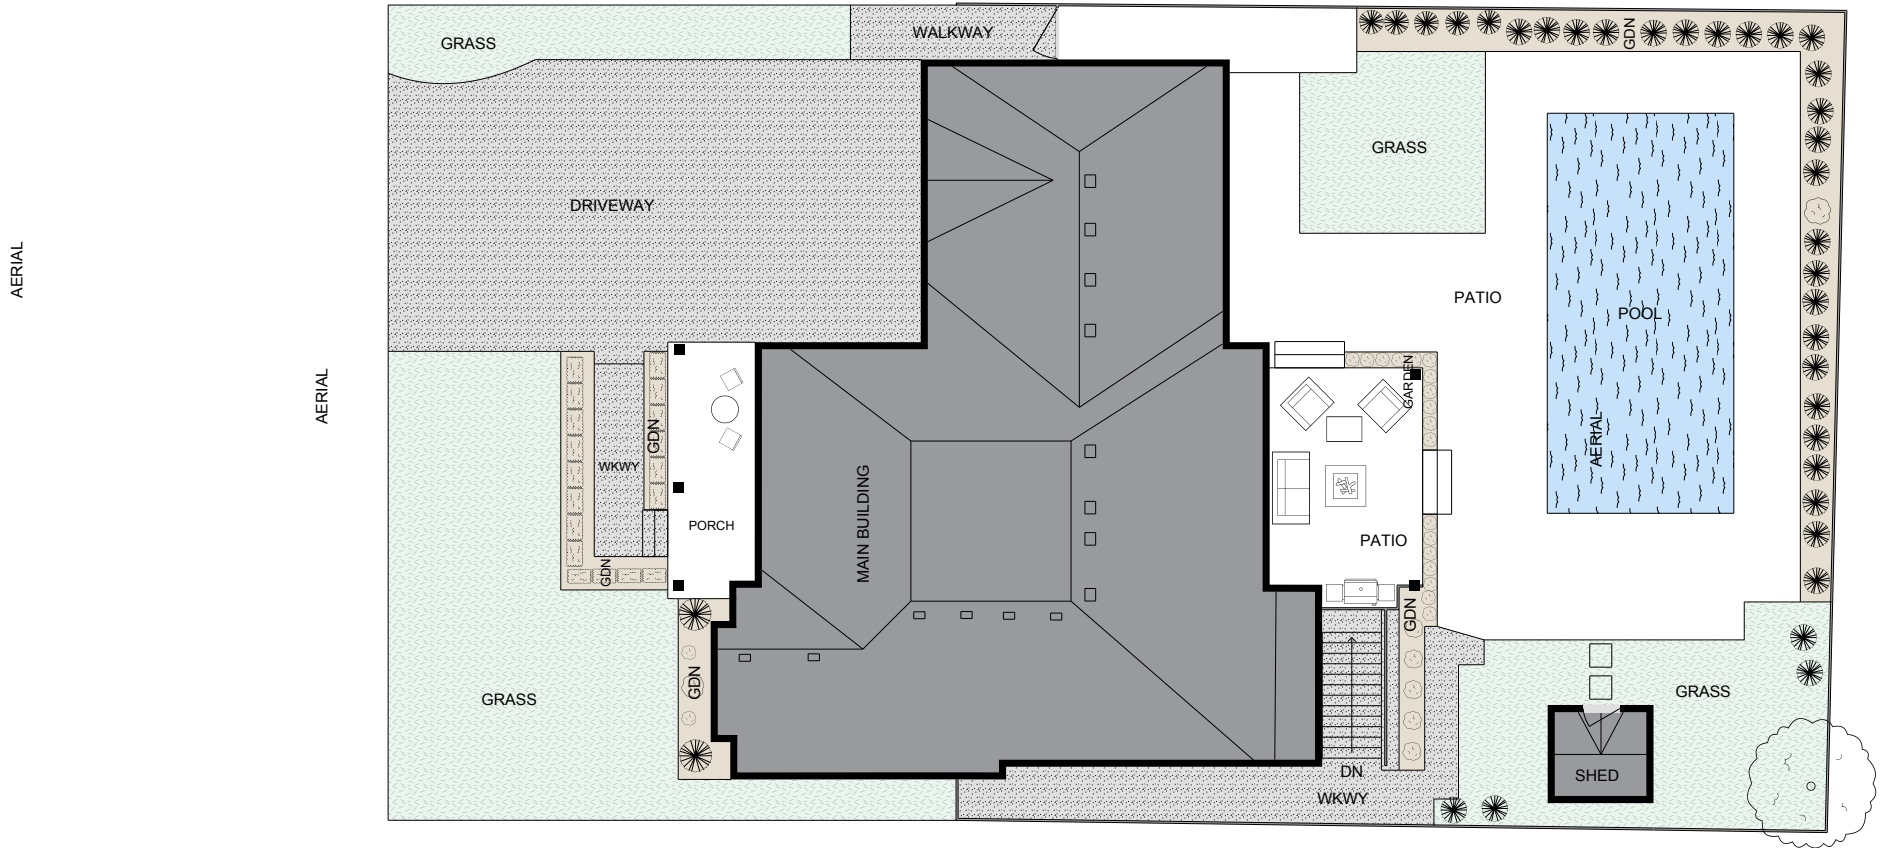 WALKWAY
GDN
GRASS
GRASS
DRIVEWAY
AERIAL
PATIO
POOL
AERIAL
GARDEN
GDN
WKWY
AERIAL
MAIN BUILDING
PORCH
PATIO
GDN
GDN
GDN
GRASS
GRASS
DN
SHED
WKWY